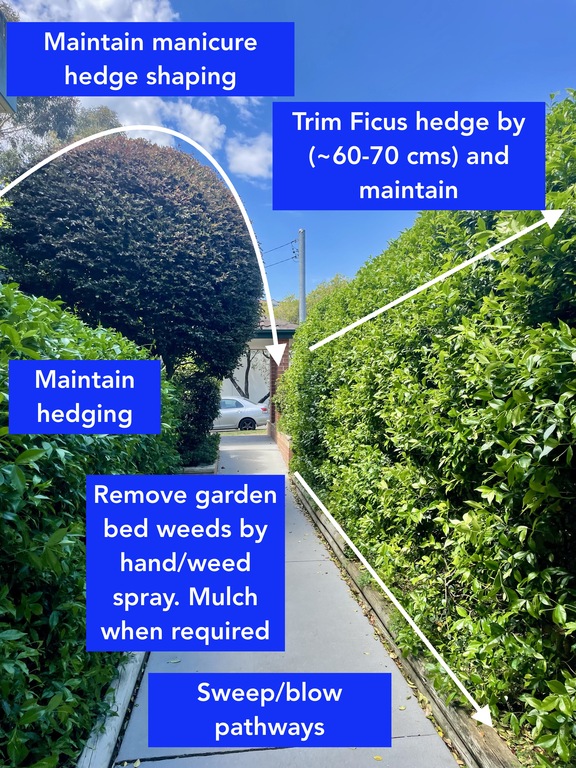 Maintain manicure
hedge shaping
Trim Ficus hedge by
(~60-70 cms) and
maintain
Maintain
hedging
Remove garden
bed weeds by
hand/weed
spray. Mulch
when required
Sweep/blow
pathways